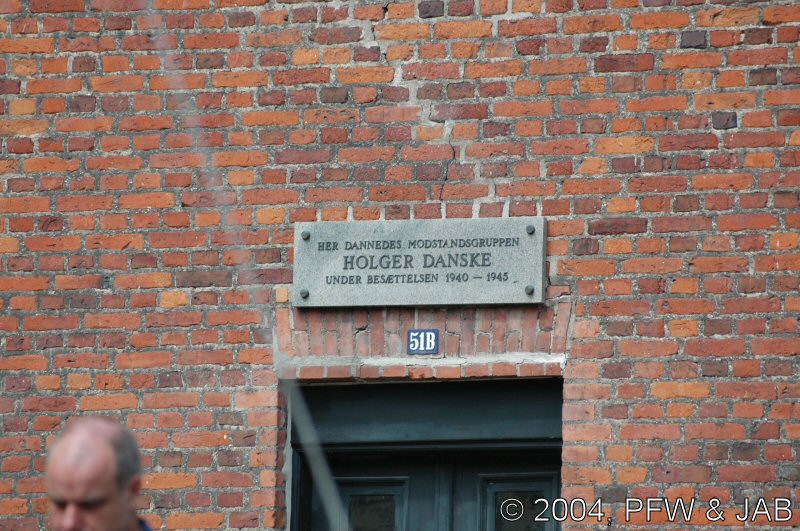 HER DANNEDES MODSTANDSGRUPPEN
HOLGER DANSKE
UNDER BESÆTTELSEN 1940 — 1945
51B
© 2004, PFW & JAB